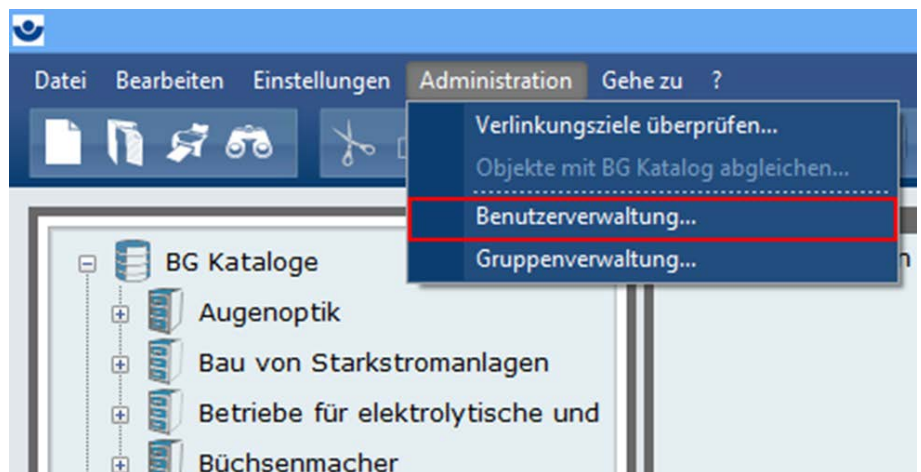 Datei Bearbeiten Einstellungen Administration Gehe zu ?
Verlinkungsziele überprüfen...
Objekte mit BG Katalog abgleichen...
Benutzerverwaltung...
Gruppenverwaltung...
BG Kataloge
Augenoptik
Bau von Starkstromanlagen
Betriebe für elektrolytische und
Büchsenmacher